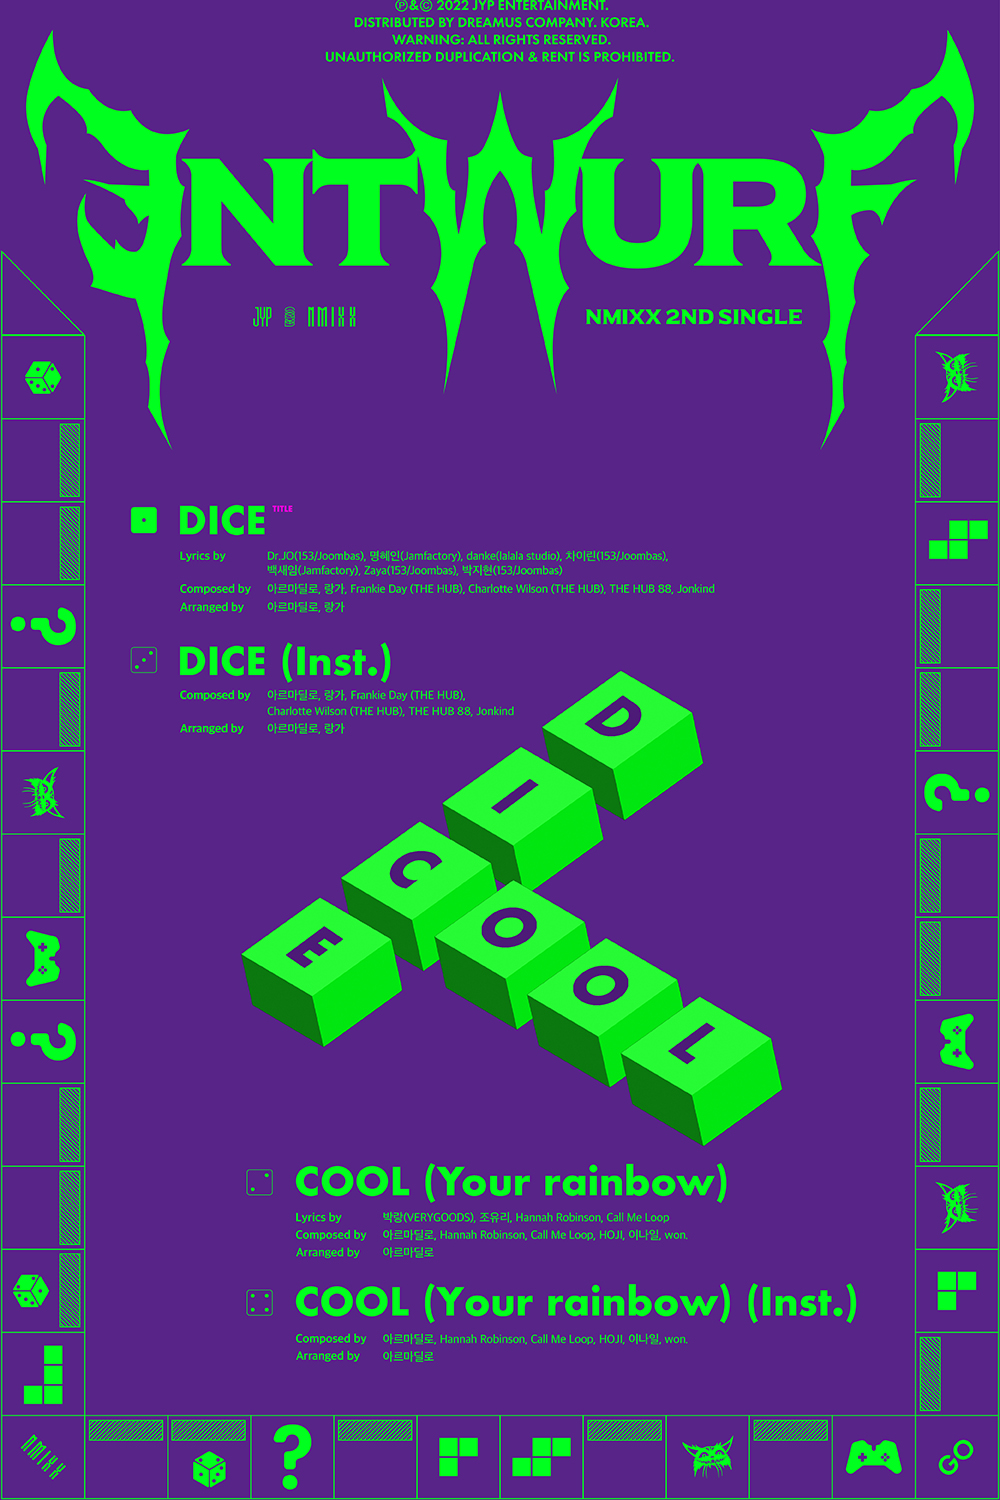 ℗&© 2022 JYP ENTERTAINMENT.
DISTRIBUTED BY DREAMUS COMPANY. KOREA.
WARNING: ALL RIGHTS RESERVED.
UNAUTHORIZED DUPLICATION & RENT IS PROHIBITED.
ENTWURF
JYP NMIXX
NMIXX 2ND SINGLE
DICE TITLE
Lyrics by Dr.JO(153/Joombas), 명혜인(Jamfactory), danke(lalala studio), 차이린(153/Joombas),
백새임(Jamfactory), Zaya(153/Joombas), 박지현(153/Joombas)
Composed by 아르마딜로, 랑가, Frankie Day (THE HUB), Charlotte Wilson (THE HUB), THE HUB 88, Jonkind
Arranged by 아르마딜로, 랑가
DICE (Inst.)
Composed by 아르마딜로, 랑가, Frankie Day (THE HUB),
Charlotte Wilson (THE HUB), THE HUB 88, Jonkind
Arranged by 아르마딜로, 랑가
DICE
COOL
COOL (Your rainbow)
Lyrics by 박랑(VERYGOODS), 조유리, Hannah Robinson, Call Me Loop
Composed by 아르마딜로, Hannah Robinson, Call Me Loop, HOJI, 이나일, won.
Arranged by 아르마딜로
COOL (Your rainbow) (Inst.)
Composed by 아르마딜로, Hannah Robinson, Call Me Loop, HOJI, 이나일, won.
Arranged by 아르마딜로
?
?
?
NMIXX
?
GO